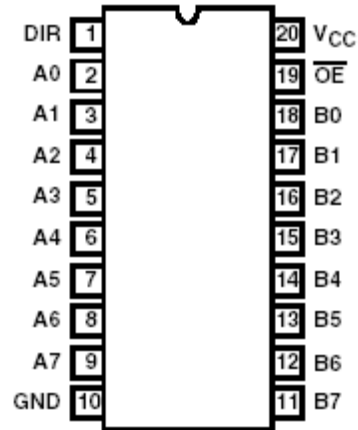 DIR 1 20 VCC
A0 2 19 OE
A1 3 18 B0
A2 4 17 B1
A3 5 16 B2
A4 6 15 B3
A5 7 14 B4
A6 8 13 B5
A7 9 12 B6
GND 10 11 B7